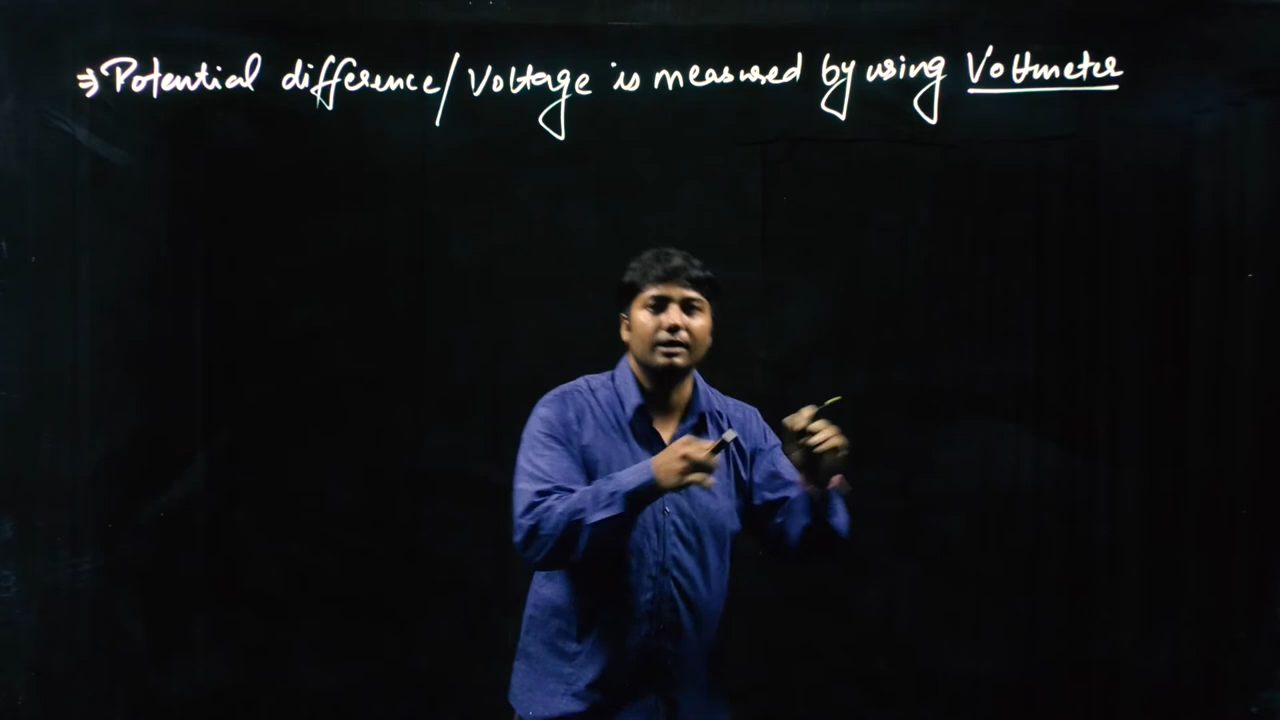 ⇒ Potential difference/Voltage is measured by using Voltmeter